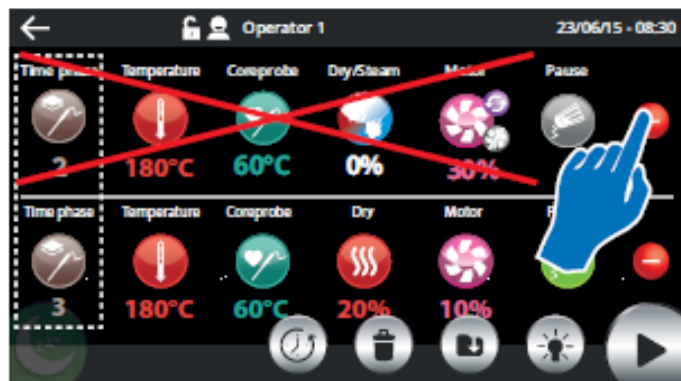 Operator 1 23/06/15 - 08:30
Time phase Temperature Coreprobe Dry/Steam Motor Pause
2 180°C 60°C 0% 30%
Time phase Temperature Coreprobe Dry Motor
3 180°C 60°C 20% 10%